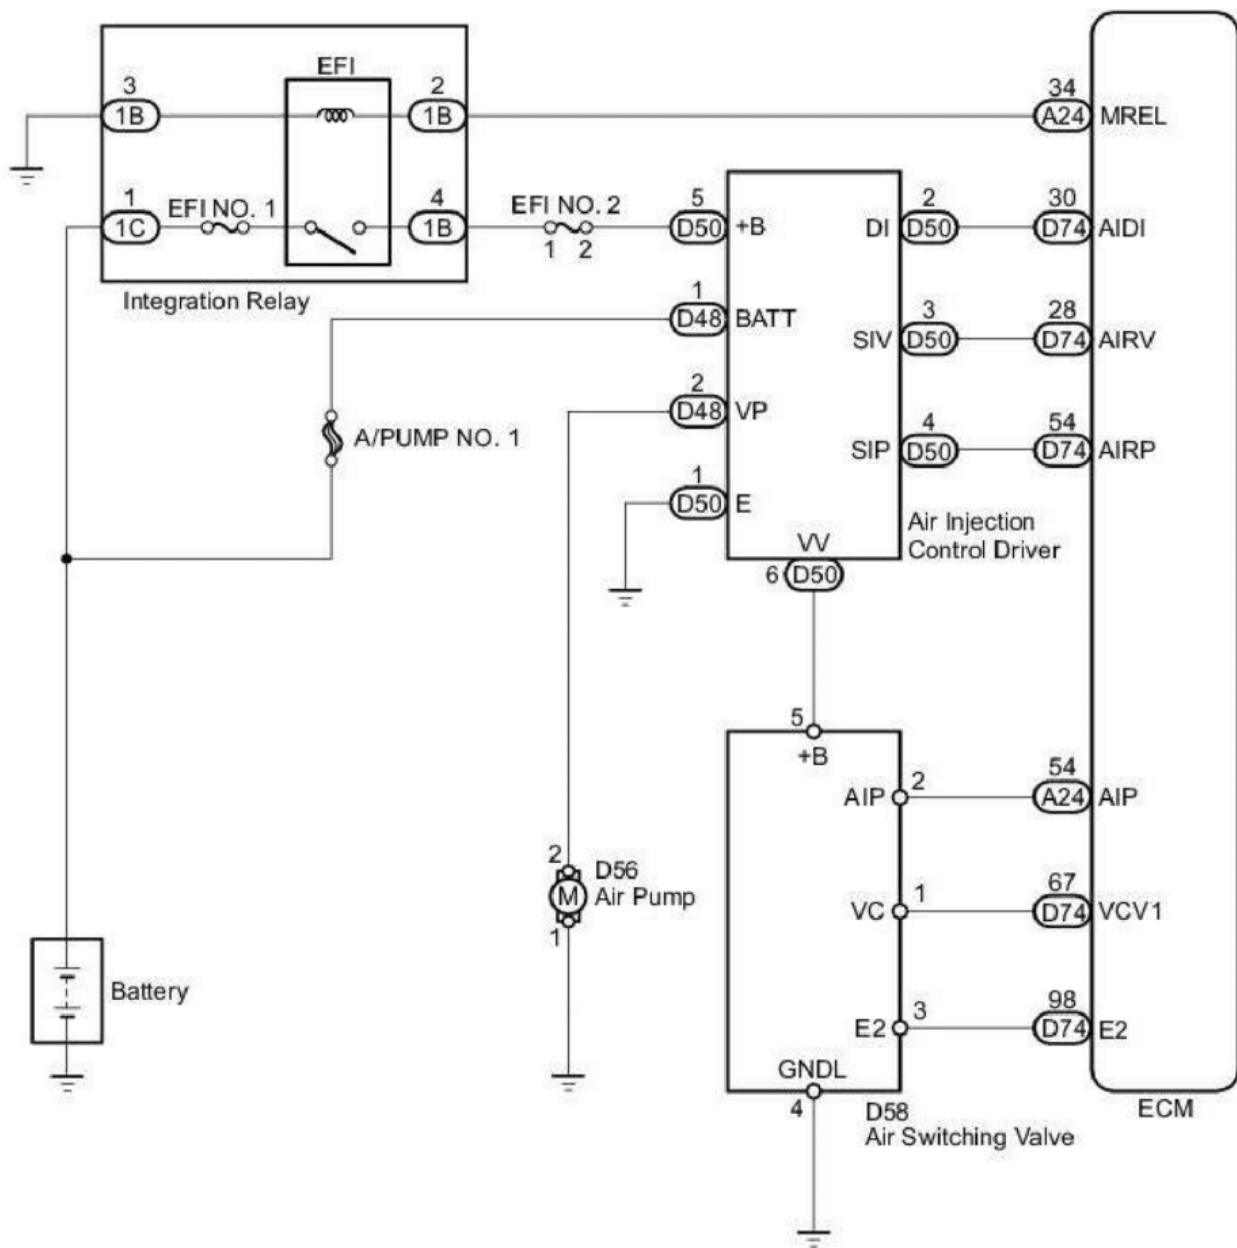 EFI
3
1B
2
1B
34
A24
MREL
1
1C
EFI NO. 1
4
1B
EFI NO. 2
1 2
Integration Relay
5
D50
+B
DI
2
D50
30
D74
AIDI
1
D48
BATT
SIV
3
D50
28
D74
AIRV
2
D48
VP
SIP
4
D50
54
D74
AIRP
A/PUMP NO. 1
1
D50
E
VV
6
D50
Air Injection
Control Driver
5
+B
AIP
2
54
A24
AIP
VC
1
67
D74
VCV1
E2
3
98
D74
E2
GNDL
4
D58
Air Switching Valve
ECM
2
M
1
D56
Air Pump
Battery